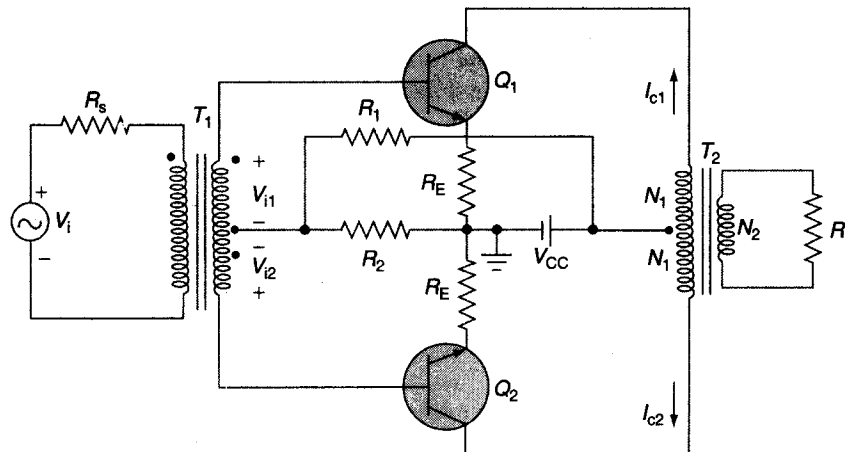 Q1
Rs
T1
R1
Ic1
T2
+
Vi1
−
RE
N1
+
Vi
−
R2
VCC
N1
N2
R
−
Vi2
+
RE
Q2
Ic2